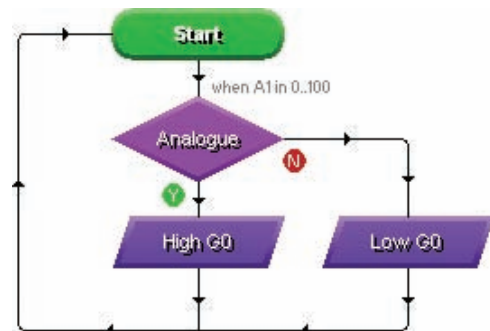 Start
when A1 in 0..100
Analogue
N
Y
High G0
Low G0